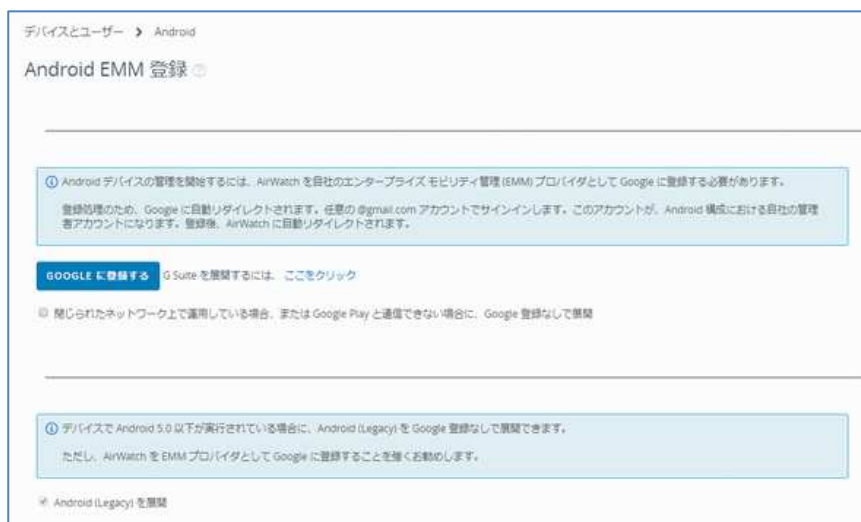 デバイスとユーザー > Android
Android EMM 登録
Android デバイスの管理を開始するには、AirWatch を自社のエンタープライズ モビリティ管理 (EMM) プロバイダとして Google に登録する必要があります。
登録処理のため、Google に自動リダイレクトされます。任意の @gmail.com アカウントでサインインします。このアカウントが、Android 構成における自社の管理
者アカウントになります。登録後、AirWatch に自動リダイレクトされます。
GOOGLE に登録する G Suite を展開するには、ここをクリック
閉じられたネットワーク上で運用している場合、または Google Play と通信できない場合に、Google 登録なしで展開
デバイスで Android 5.0 以下が実行されている場合に、Android (Legacy) を Google 登録なしで展開できます。
ただし、AirWatch を EMM プロバイダとして Google に登録することを強くお勧めします。
Android (Legacy) を展開